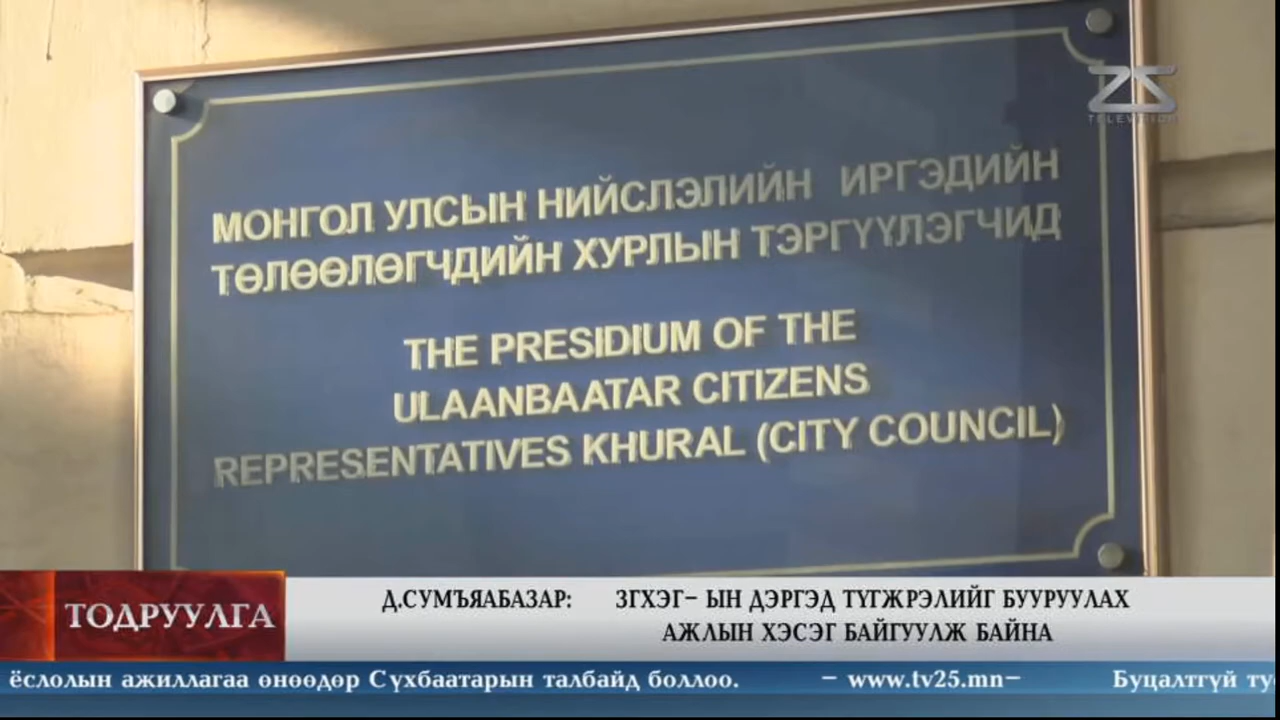 25
TELEVISION
МОНГОЛ УЛСЫН НИЙСЛЭЛИЙН ИРГЭДИЙН
ТӨЛӨӨЛӨГЧДИЙН ХУРЛЫН ТЭРГҮҮЛЭГЧИД
THE PRESIDIUM OF THE
ULAANBAATAR CITIZENS
REPRESENTATIVES KHURAL (CITY COUNCIL)
ТОДРУУЛГА
Д.СУМЪЯАБАЗАР: ЗГХЭГ- ЫН ДЭРГЭД ТҮГЖРЭЛИЙГ БУУРУУЛАХ
АЖЛЫН ХЭСЭГ БАЙГУУЛЖ БАЙНА
ёслолын ажиллагаа өнөөдөр Сүхбаатарын талбайд боллоо. - www.tv25.mn- Буцалтгүй ту